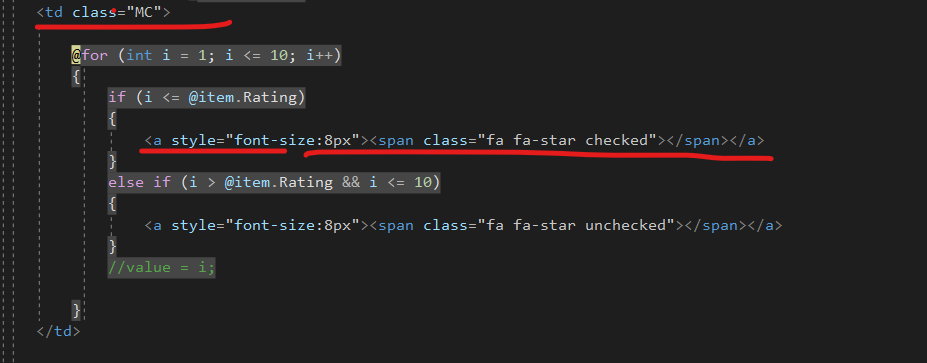 <td class="MC">
@for (int i = 1; i <= 10; i++)
{
if (i <= @item.Rating)
{
<a style="font-size:8px"><span class="fa fa-star checked"></span></a>
}
else if (i > @item.Rating && i <= 10)
{
<a style="font-size:8px"><span class="fa fa-star unchecked"></span></a>
}
//value = i;
}
</td>